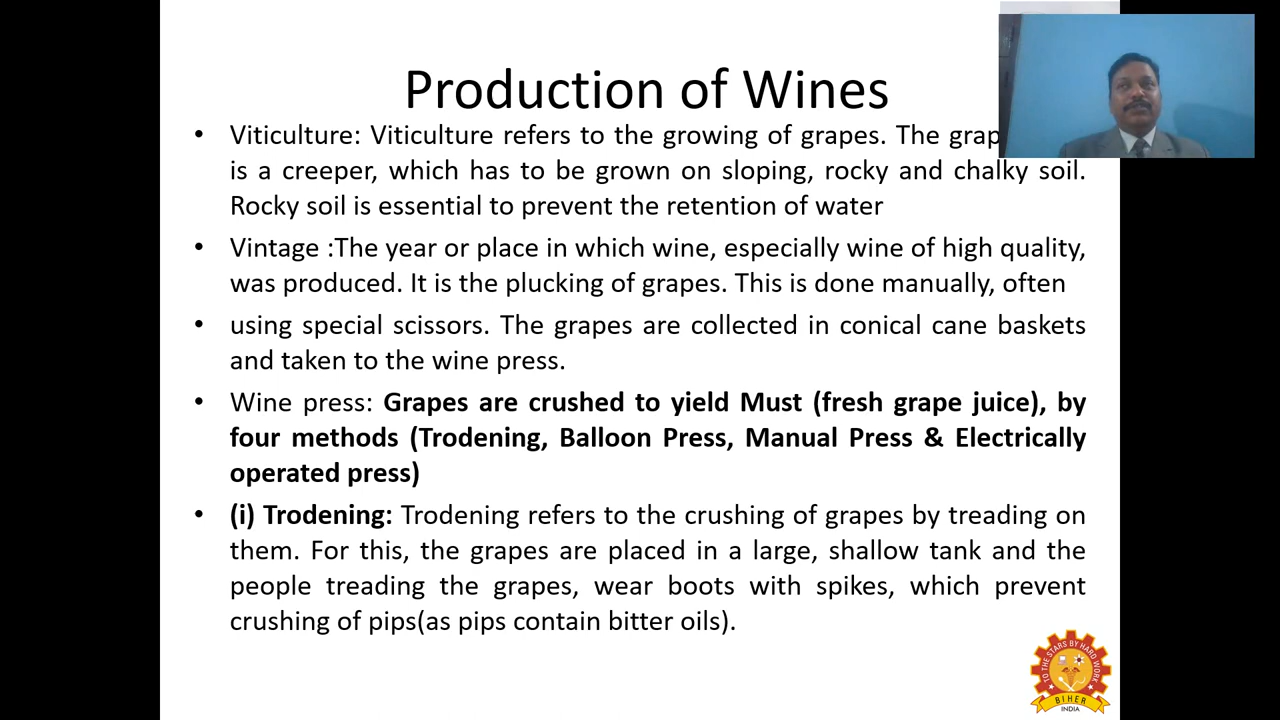 Production of Wines
• Viticulture: Viticulture refers to the growing of grapes. The
is a creeper, which has to be grown on sloping, rocky and chalky soil.
Rocky soil is essential to prevent the retention of water
• Vintage :The year or place in which wine, especially wine of high quality,
was produced. It is the plucking of grapes. This is done manually, often
• using special scissors. The grapes are collected in conical cane baskets
and taken to the wine press.
• Wine press: Grapes are crushed to yield Must (fresh grape juice), by
four methods (Trodening, Balloon Press, Manual Press & Electrically
operated press)
• (i) Trodening: Trodening refers to the crushing of grapes by treading on
them. For this, the grapes are placed in a large, shallow tank and the
people treading the grapes, wear boots with spikes, which prevent
crushing of pips(as pips contain bitter oils).
TO THE STARS BY HARD WORK
BIHER
INDIA